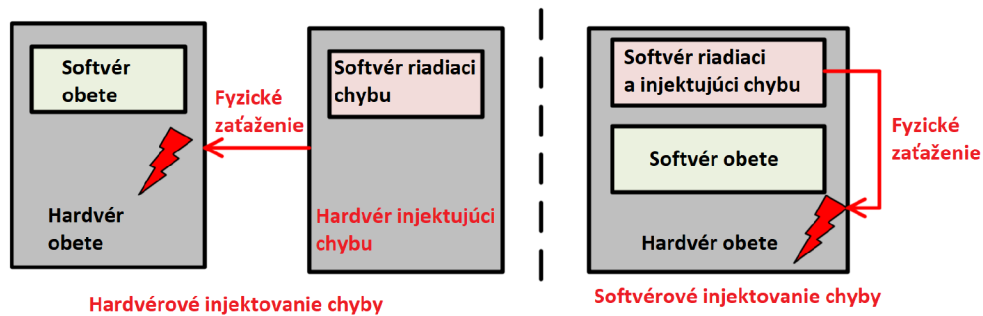 Softvér
obete
Fyzické
zaťaženie
Hardvér
obete
Softvér riadiaci
chybu
Hardvér injektujúci
chybu
Hardvérové injektovanie chyby
Softvér riadiaci
a injektujúci chybu
Softvér obete
Fyzické
zaťaženie
Hardvér obete
Softvérové injektovanie chyby